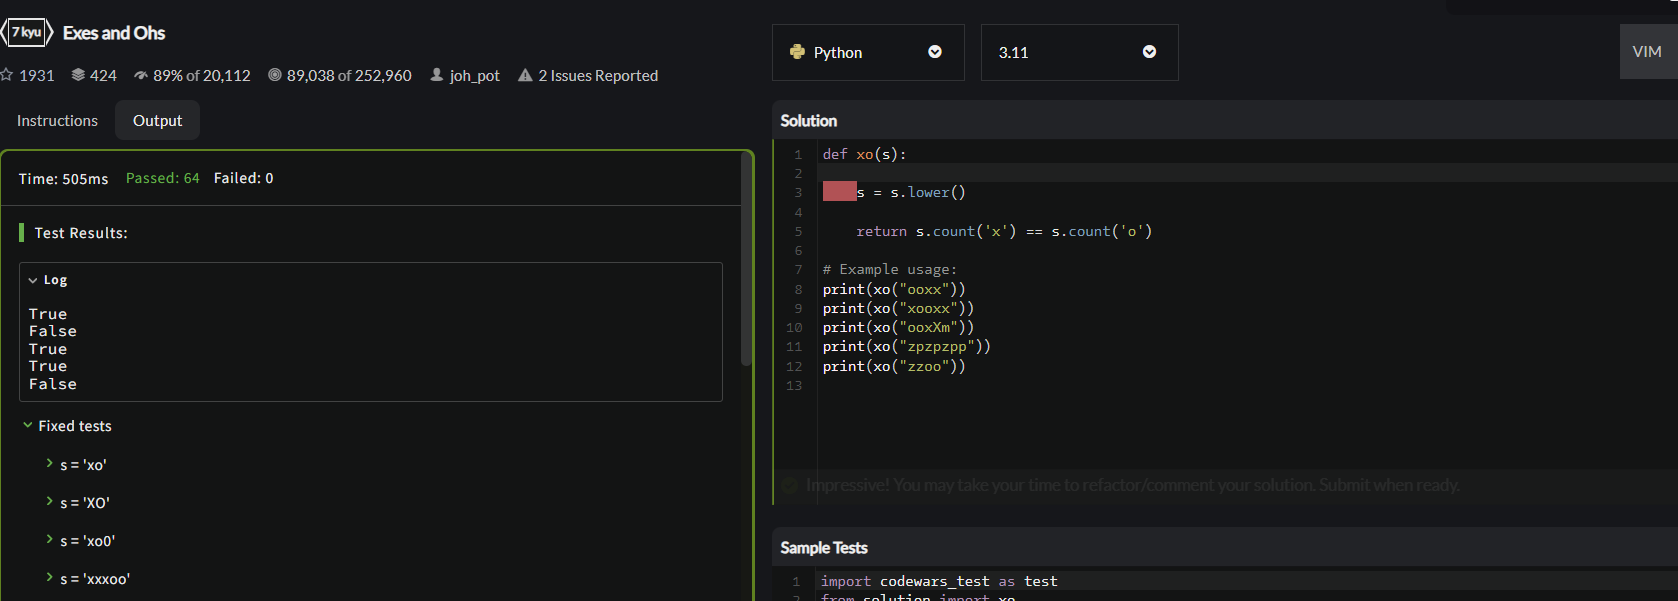 7 kyu Exes and Ohs
1931 424 89% of 20,112 89,038 of 252,960 joh_pot 2 Issues Reported
Instructions Output
Time: 505ms Passed: 64 Failed: 0
Test Results:
Log
True
False
True
True
False
Fixed tests
s = 'xo'
s = 'XO'
s = 'xo0'
s = 'xxxoo'
Python 3.11 VIM
Solution
1 def xo(s):
2
3 s = s.lower()
4
5 return s.count('x') == s.count('o')
6
7 # Example usage:
8 print(xo("ooxx"))
9 print(xo("xooxx"))
10 print(xo("ooxXm"))
11 print(xo("zpzpzpp"))
12 print(xo("zzoo"))
13
Impressive! You may take your time to refactor/comment your solution. Submit when ready.
Sample Tests
1 import codewars_test as test
2 from solution import xo